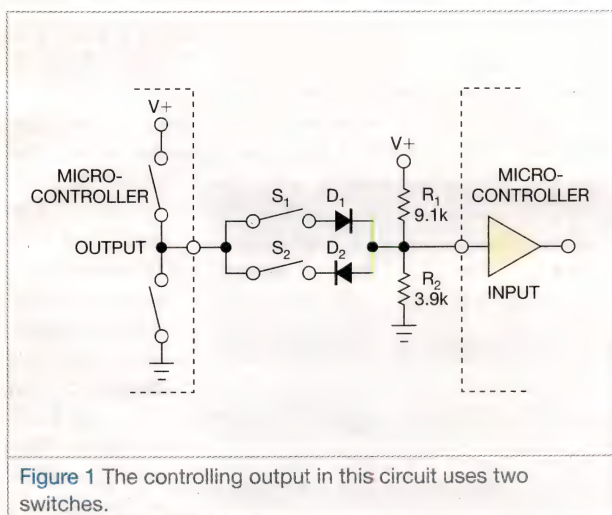 V+
MICRO-
CONTROLLER
OUTPUT
S1
D1
S2
D2
V+
R1
9.1k
R2
3.9k
MICRO-
CONTROLLER
INPUT
Figure 1 The controlling output in this circuit uses two
switches.